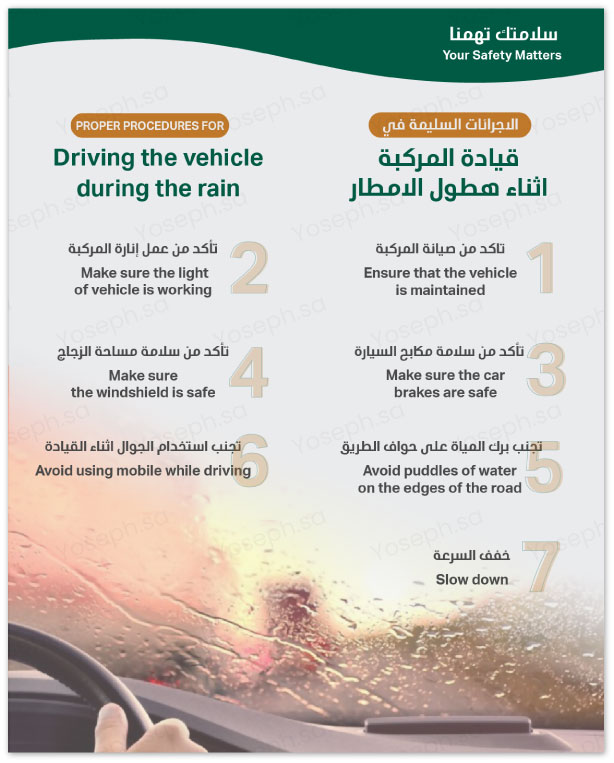 سلامتك تهمنا
Your Safety Matters
الاجرائات السليمة في
قيادة المركبة
اثناء هطول الامطار
PROPER PROCEDURES FOR
Driving the vehicle
during the rain
1
تاكد من صيانة المركبة
Ensure that the vehicle
is maintained
2
تأكد من عمل إنارة المركبة
Make sure the light
of vehicle is working
3
تأكد من سلامة مكابح السيارة
Make sure the car
brakes are safe
4
تأكد من سلامة مساحة الزجاج
Make sure
the windshield is safe
5
تجنب برك المياة على حواف الطريق
Avoid puddles of water
on the edges of the road
6
تجنب استخدام الجوال اثناء القيادة
Avoid using mobile while driving
7
خفف السرعة
Slow down
Yoseph.sa